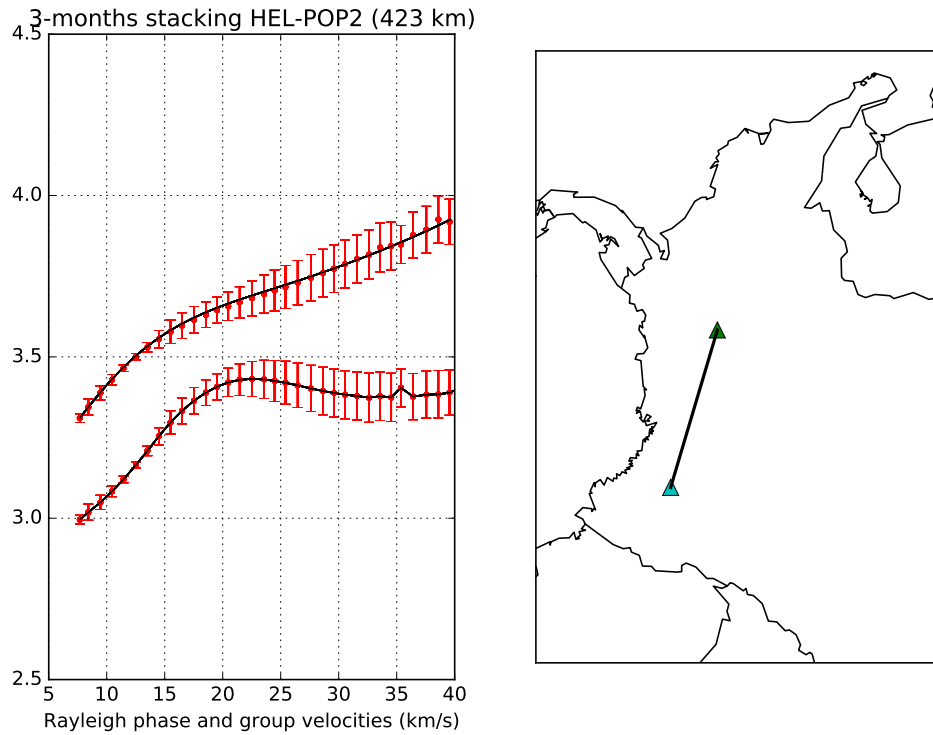 3-months stacking HEL-POP2 (423 km)
4.5
4.0
3.5
3.0
2.5
5 10 15 20 25 30 35 40
Rayleigh phase and group velocities (km/s)